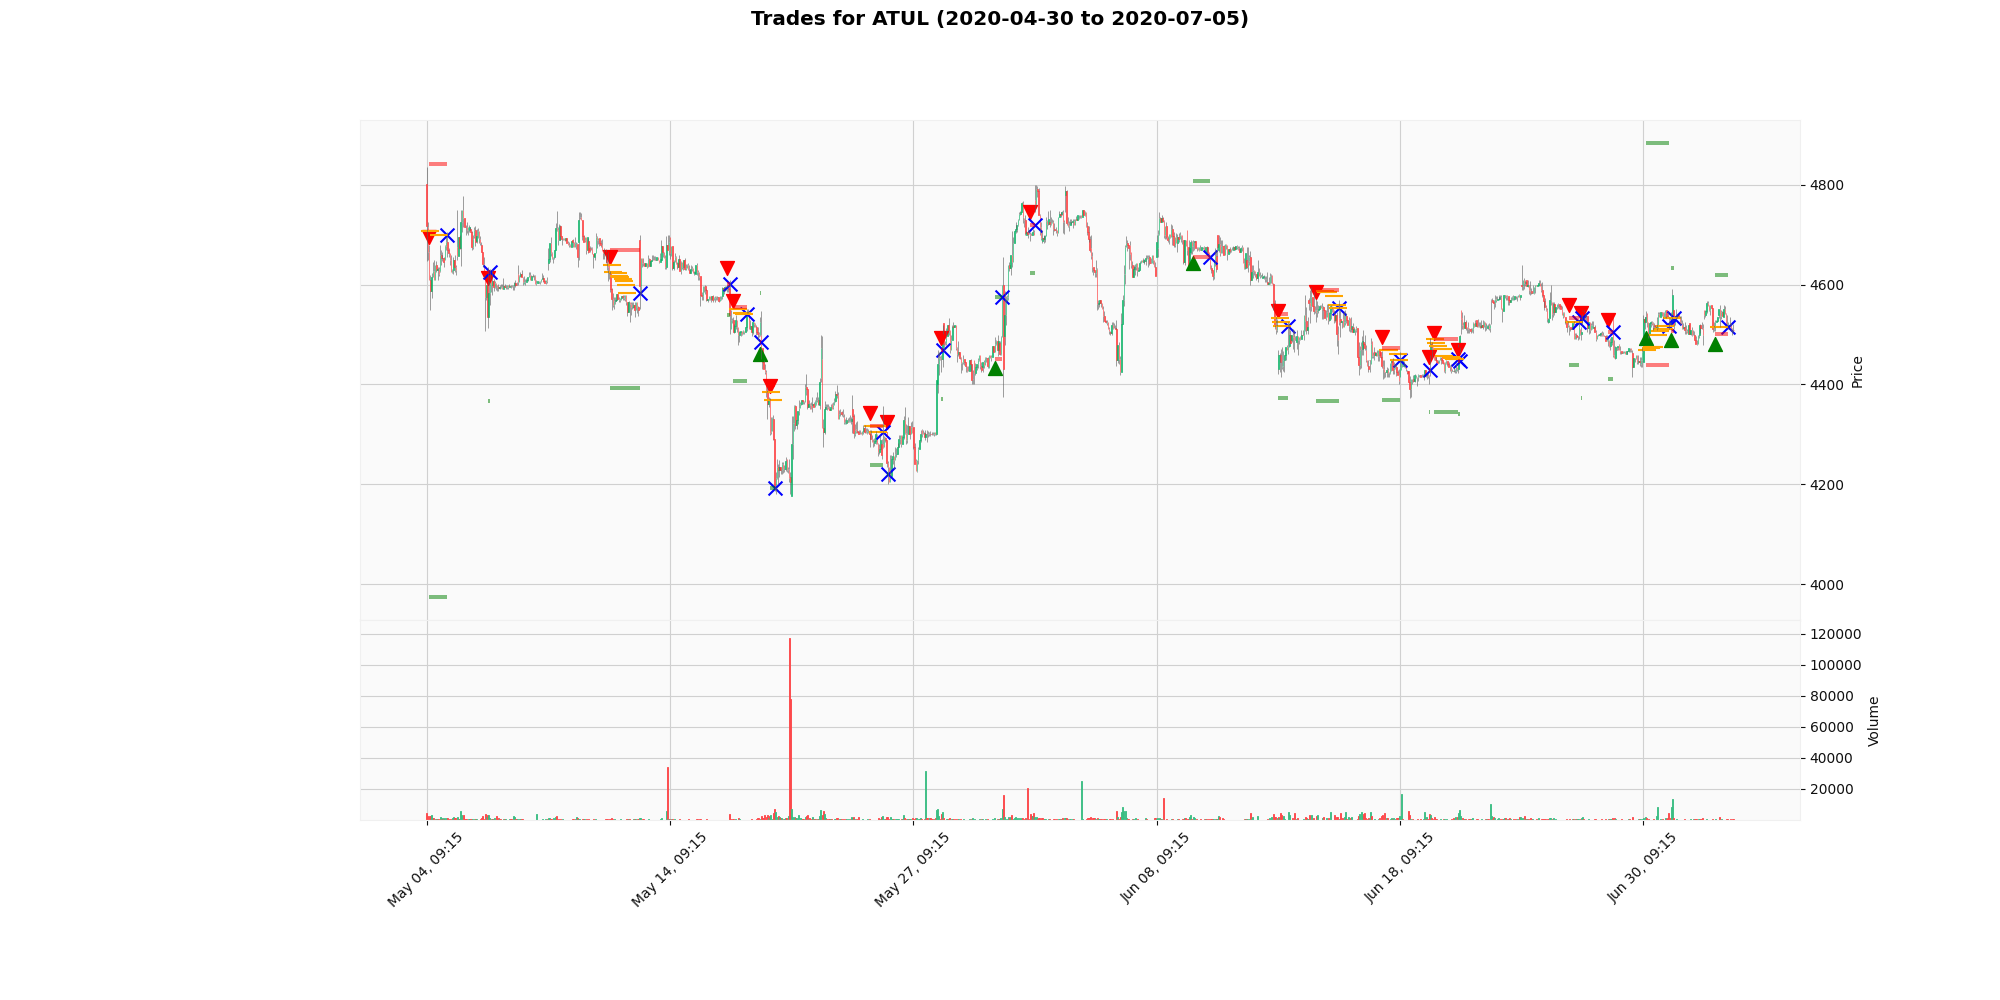 Trades for ATUL (2020-04-30 to 2020-07-05)
4800
4600
4400
4200
4000
Price
120000
100000
80000
60000
40000
20000
Volume
May 04, 09:15
May 14, 09:15
May 27, 09:15
Jun 08, 09:15
Jun 18, 09:15
Jun 30, 09:15